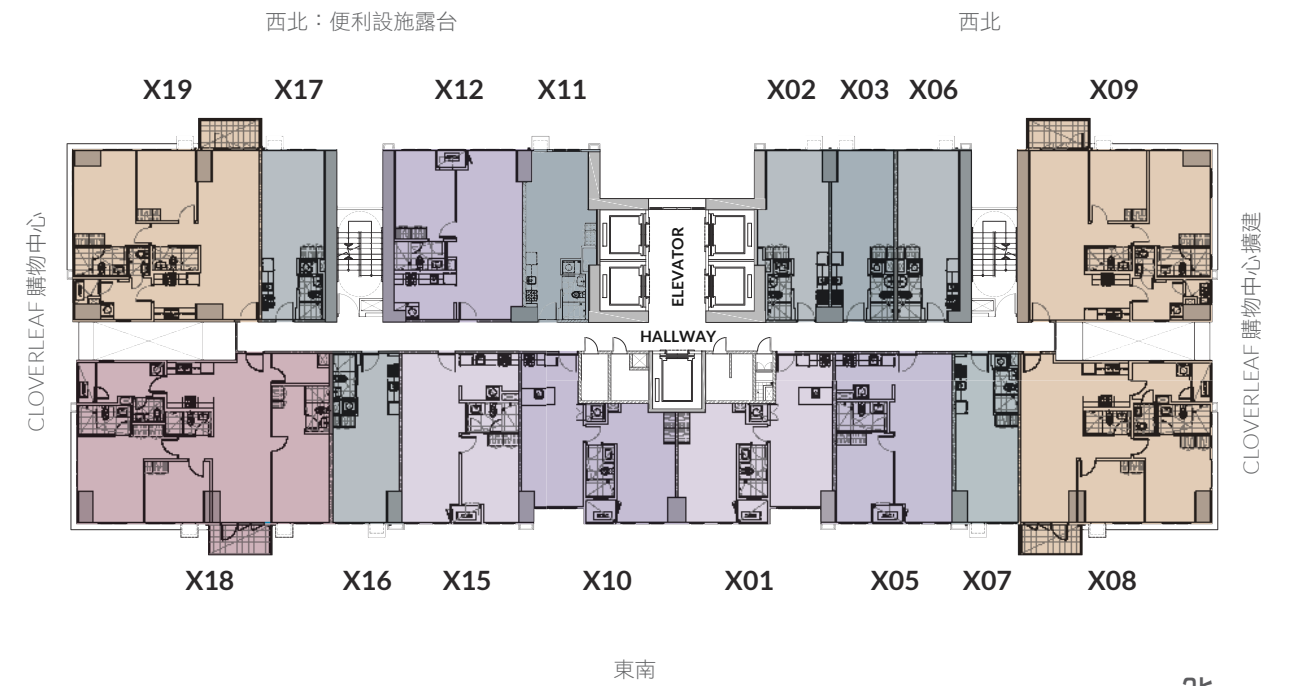 西北：便利設施露台
西北
X19
X17
X12
X11
X02
X03
X06
X09
CLOVERLEAF 購物中心
ELEVATOR
HALLWAY
CLOVERLEAF 購物中心擴建
X18
X16
X15
X10
X01
X05
X07
X08
東南